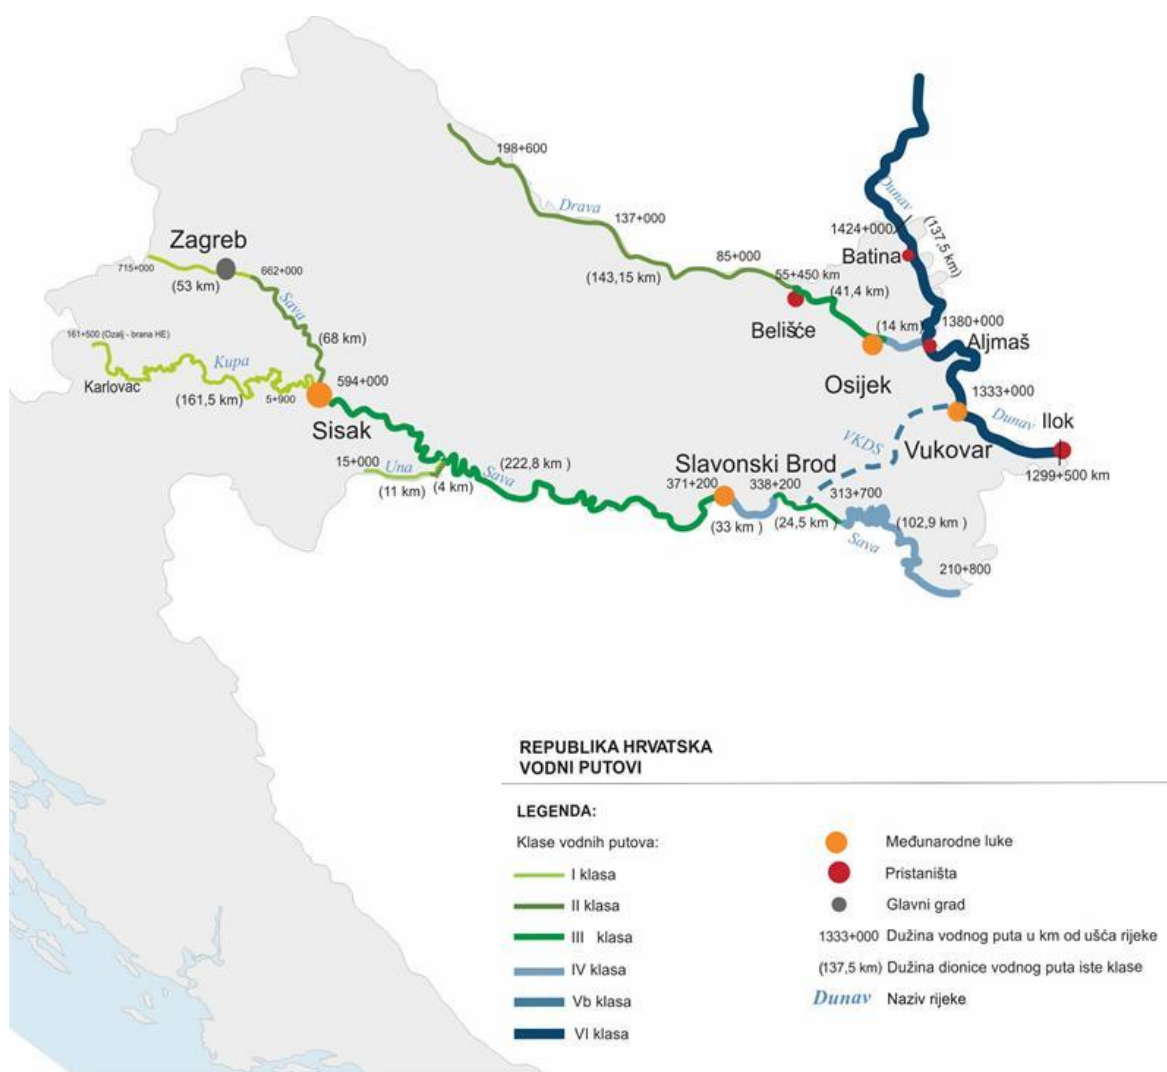 198+600
Dunav
Drava
137+000
1424+000
(137,5 km)
Zagreb
715+000
662+000
(53 km)
85+000
Batina
(143,15 km)
55+450 km
(41,4 km)
Sava
Belišće
(14 km)
1380+000
Aljmaš
161+500 (Ozalj - brana HE)
(68 km)
Kupa
Karlovac
594+000
Osijek
1333+000
(161,5 km)
5+900
Sisak
Dunav
Ilok
VKDS
Vukovar
15+000
Una
(222,8 km )
Slavonski Brod
1299+500 km
(11 km)
(4 km)
Sava
371+200
338+200
313+700
(33 km )
(24,5 km )
(102,9 km )
Sava
210+800
REPUBLIKA HRVATSKA
VODNI PUTOVI
LEGENDA:
Klase vodnih putova:
I klasa
II klasa
III klasa
IV klasa
Vb klasa
VI klasa
Međunarodne luke
Pristaništa
Glavni grad
1333+000 Dužina vodnog puta u km od ušća rijeke
(137,5 km) Dužina dionice vodnog puta iste klase
Dunav Naziv rijeke